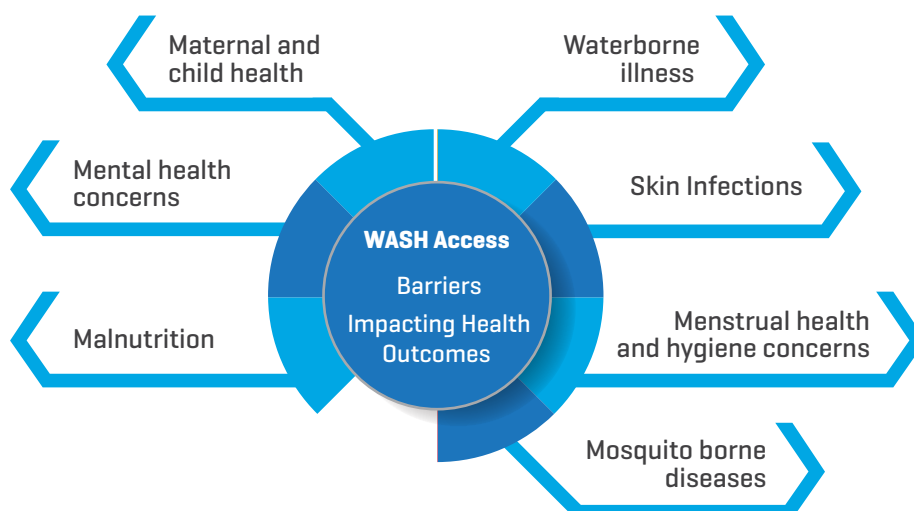 Maternal and
child health
Waterborne
illness
Mental health
concerns
Skin Infections
WASH Access
Barriers
Impacting Health
Outcomes
Malnutrition
Menstrual health
and hygiene concerns
Mosquito borne
diseases